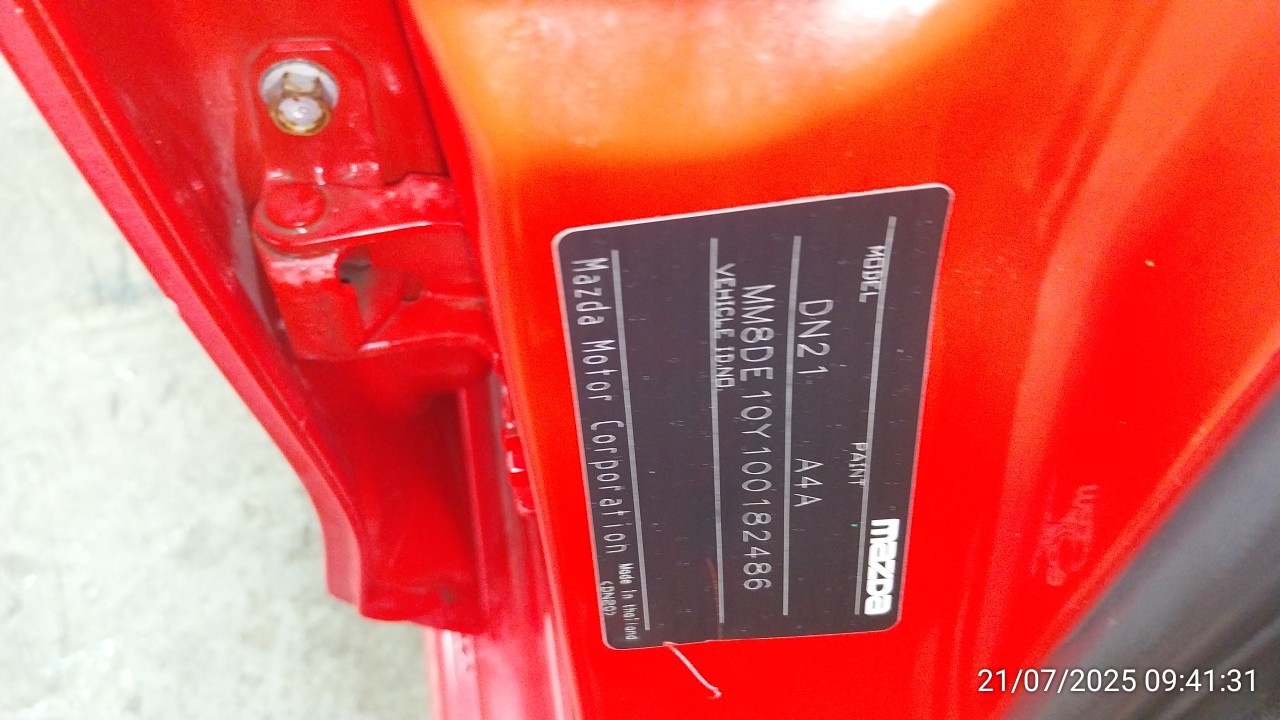 mazda
MODEL PAINT
DN21 A4A
MM8DE10Y100182486
VEHICLE ID.NO.
Mazda Motor Corporation Made in thailand
(DN09)
21/07/2025 09:41:31